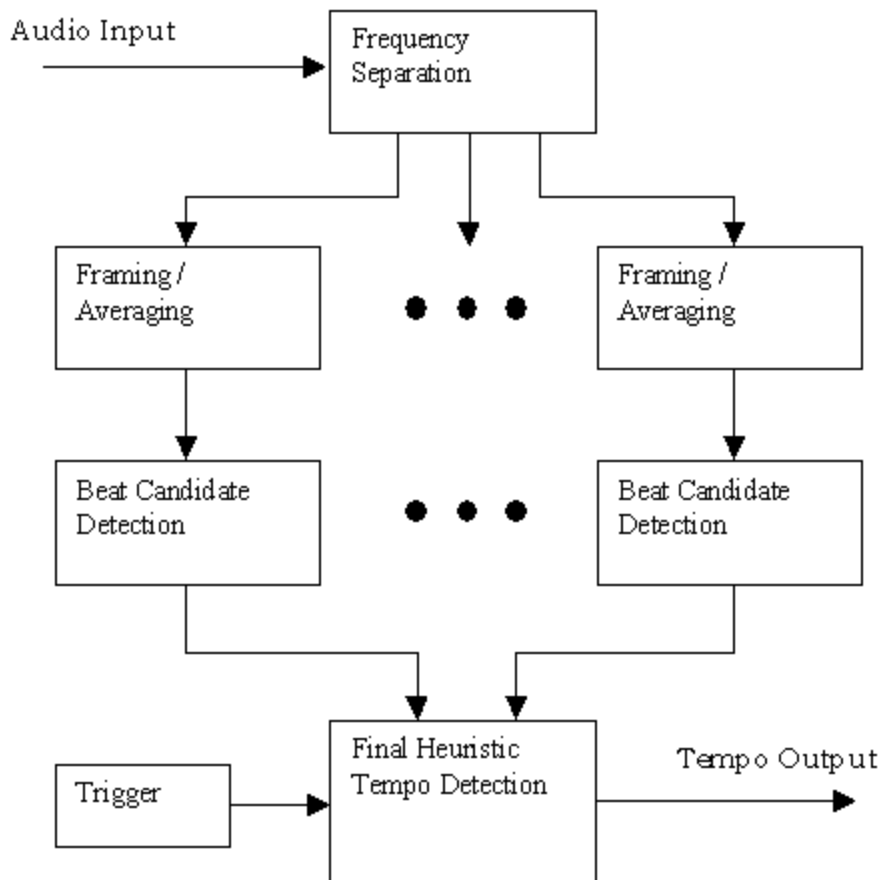 Audio Input
Frequency
Separation
Framing /
Averaging
Framing /
Averaging
Beat Candidate
Detection
Beat Candidate
Detection
Final Heuristic
Tempo Detection
Trigger
Tempo Output